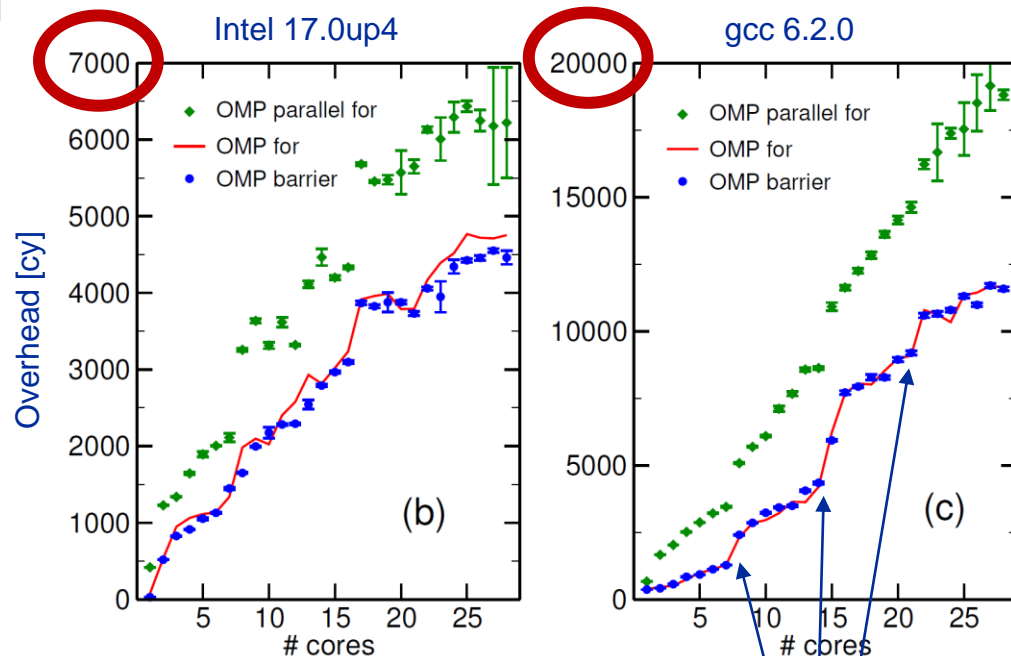 Intel 17.0up4
7000
6000
5000
4000
3000
2000
1000
0
Overhead [cy]
OMP parallel for
OMP for
OMP barrier
(b)
5
10
15
20
25
# cores
gcc 6.2.0
20000
15000
10000
5000
0
OMP parallel for
OMP for
OMP barrier
(c)
5
10
15
20
25
# cores